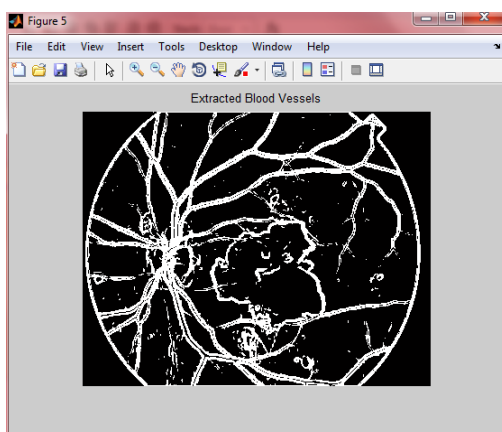 Figure 5
File Edit View Insert Tools Desktop Window Help
Extracted Blood Vessels